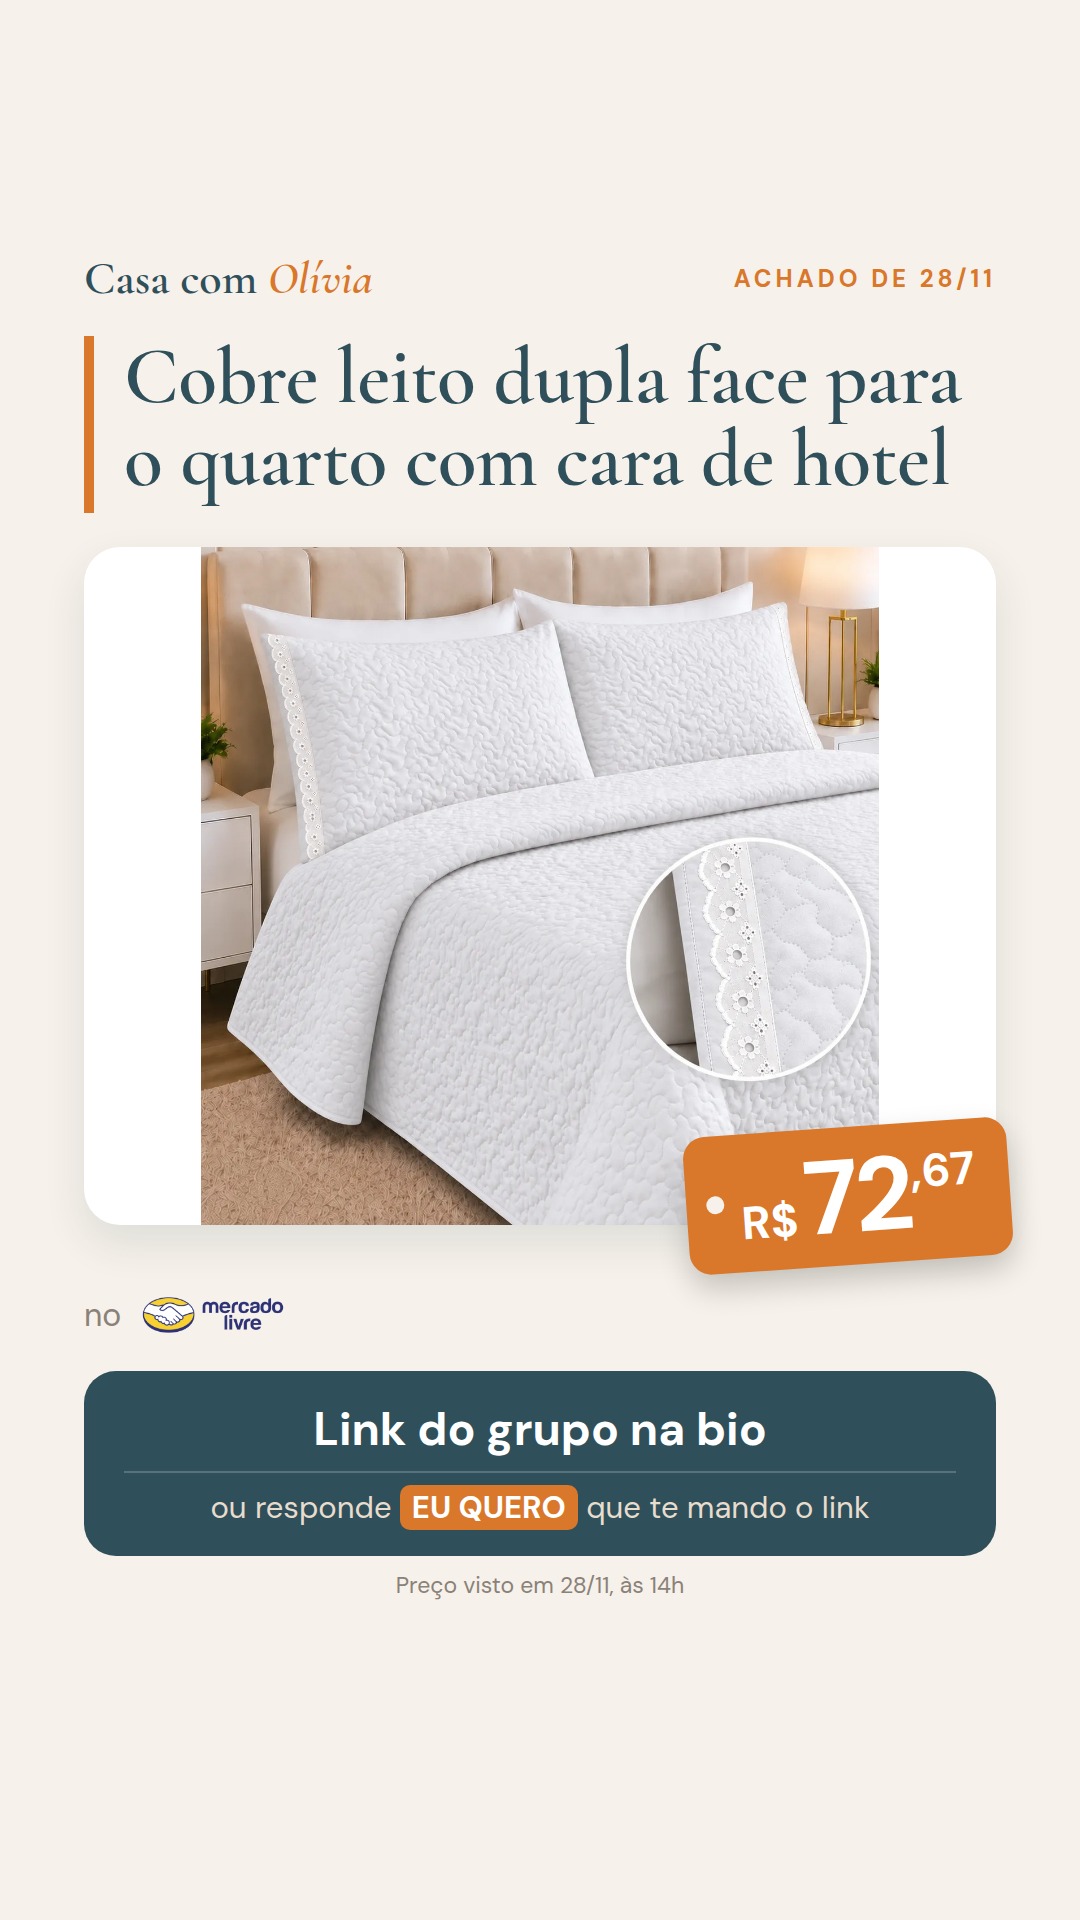 Casa com Olívia
ACHADO DE 28/11
Cobre leito dupla face para
o quarto com cara de hotel
R$ 72,67
no mercado livre
Link do grupo na bio
ou responde EU QUERO que te mando o link
Preço visto em 28/11, às 14h